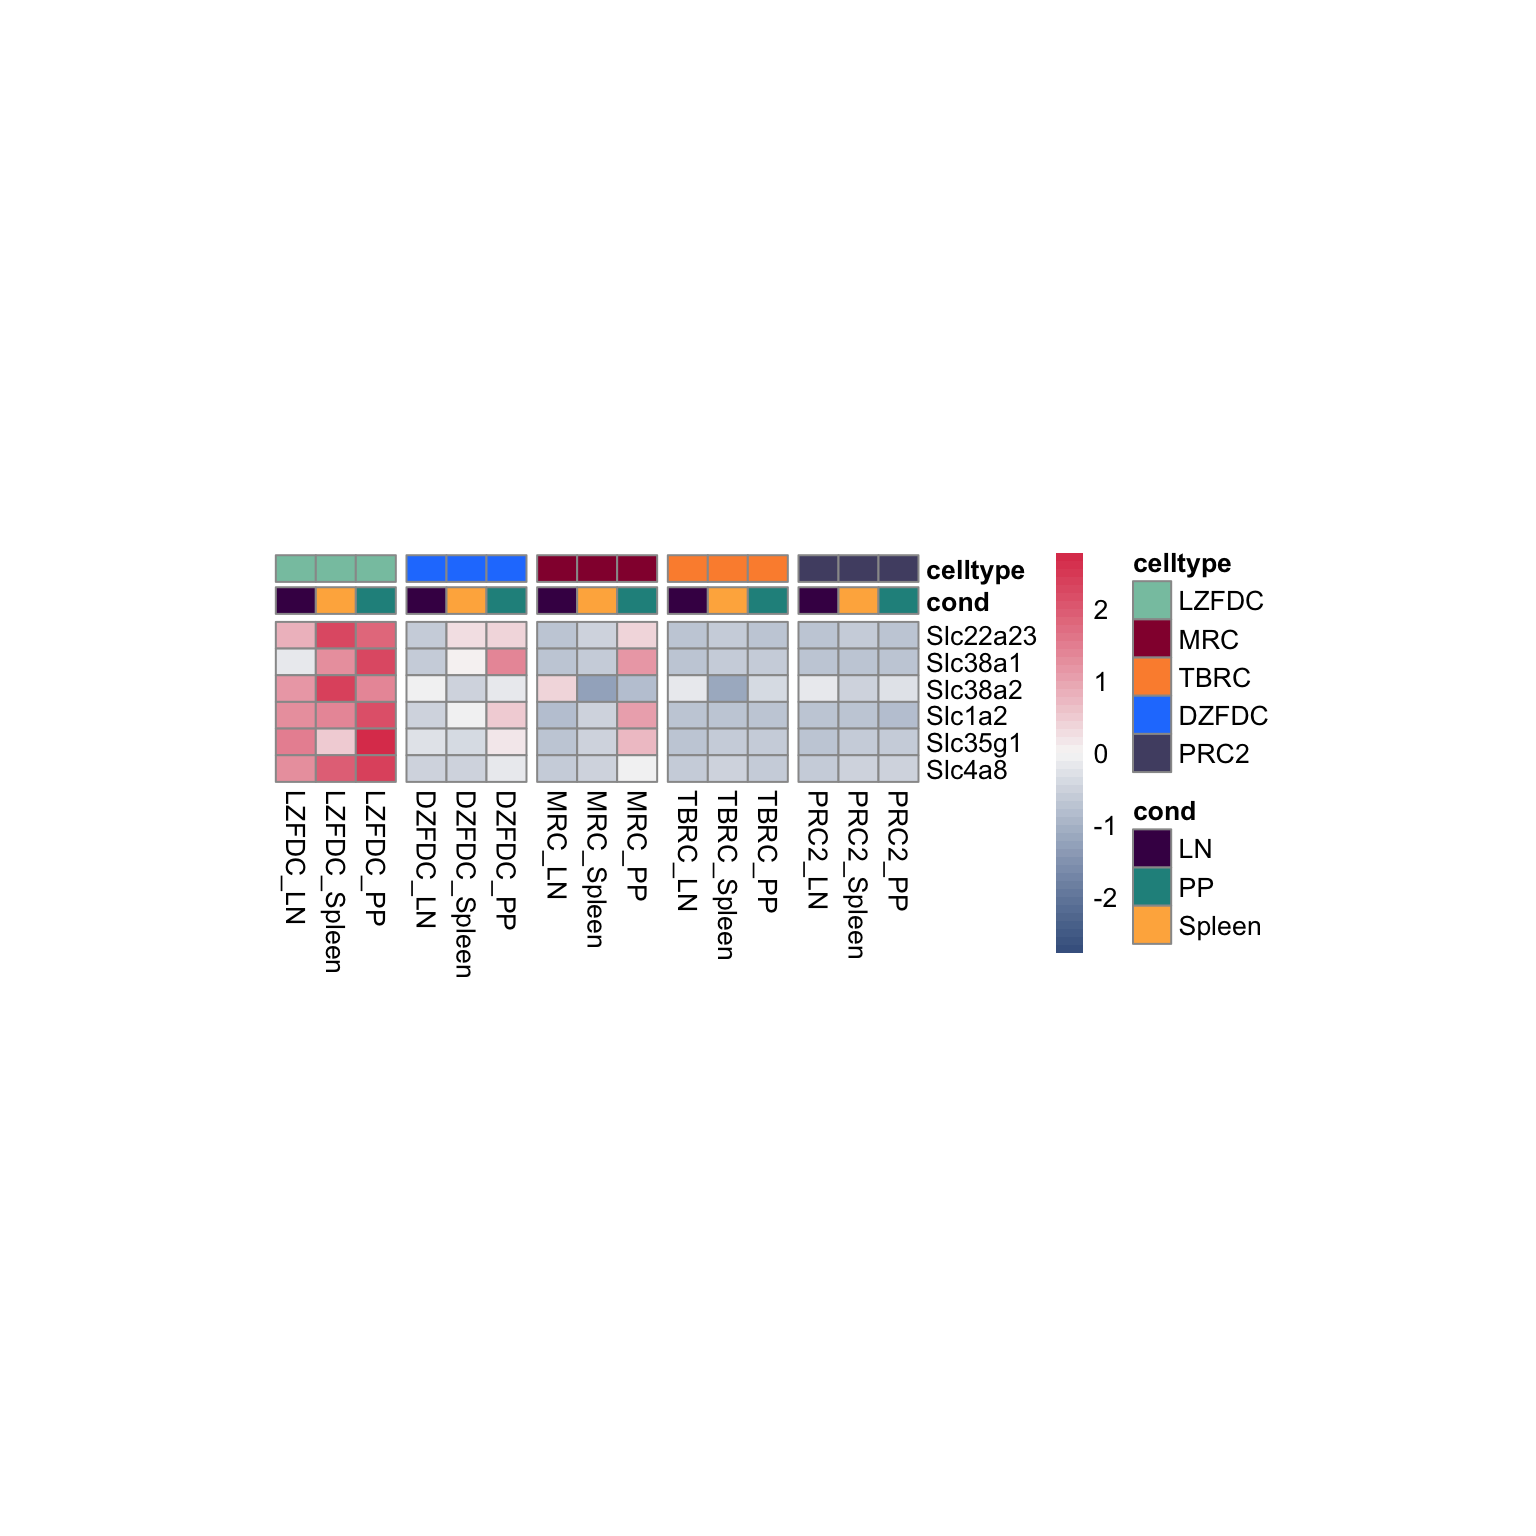 celltype
cond
Slc22a23
Slc38a1
Slc38a2
Slc1a2
Slc35g1
Slc4a8
LZFDC_LN
LZFDC_Spleen
LZFDC_PP
DZFDC_LN
DZFDC_Spleen
DZFDC_PP
MRC_LN
MRC_Spleen
MRC_PP
TBRC_LN
TBRC_Spleen
TBRC_PP
PRC2_LN
PRC2_Spleen
PRC2_PP
2
1
0
-1
-2
celltype
LZFDC
MRC
TBRC
DZFDC
PRC2
cond
LN
PP
Spleen